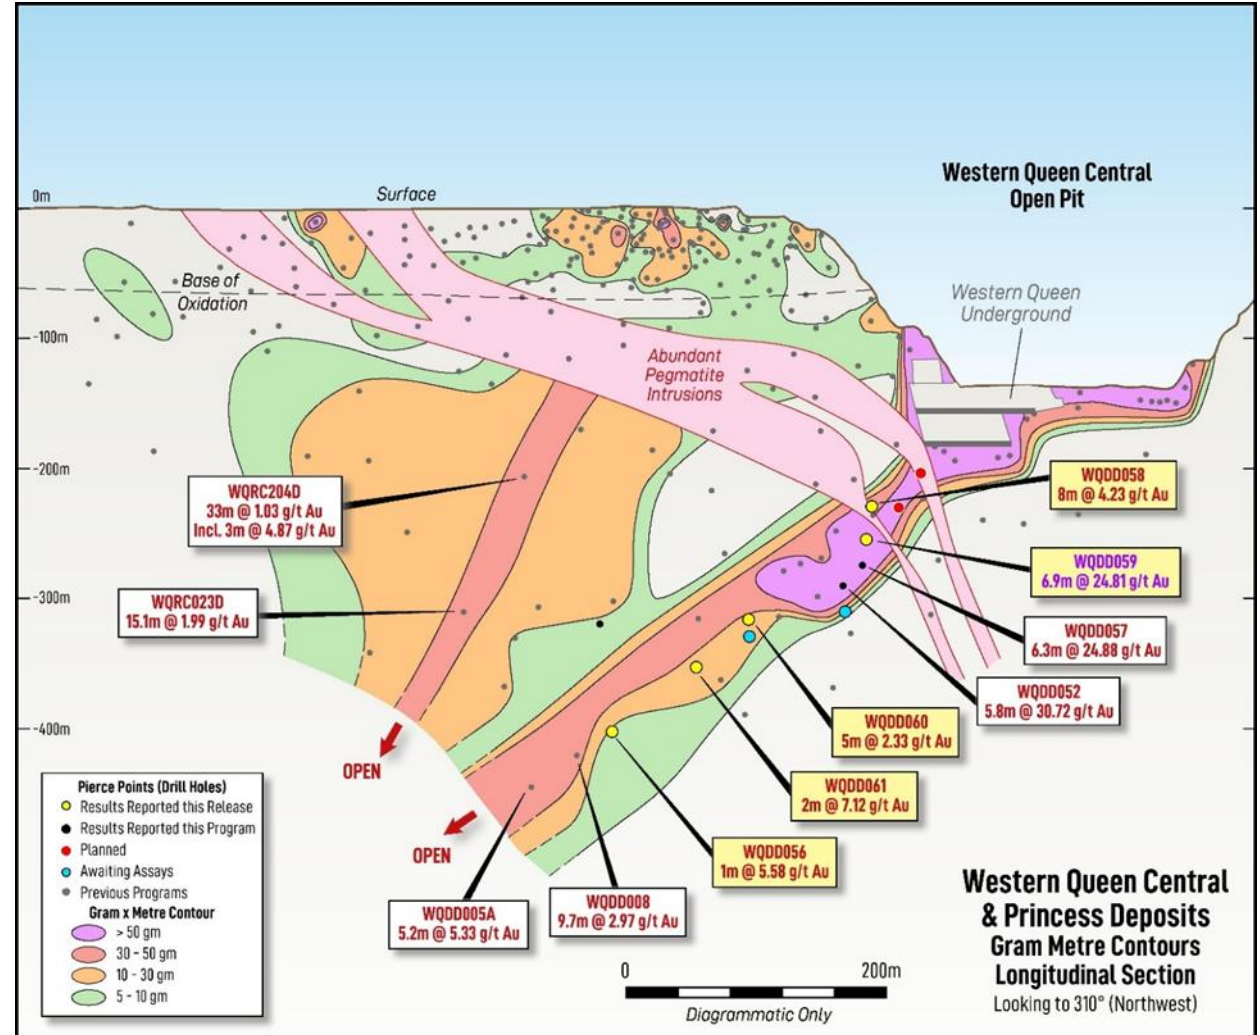 Western Queen Central
Open Pit
0m
Surface
Base of
Oxidation
Western Queen
Underground
-100m
Abundant
Pegmatite
Intrusions
-200m
WQDD058
8m @ 4.23 g/t Au
WQRC204D
33m @ 1.03 g/t Au
Incl. 3m @ 4.87 g/t Au
WQDD059
6.9m @ 24.81 g/t Au
-300m
WQRC023D
15.1m @ 1.99 g/t Au
WQDD057
6.3m @ 24.88 g/t Au
WQDD052
5.8m @ 30.72 g/t Au
-400m
WQDD060
5m @ 2.33 g/t Au
OPEN
WQDD061
2m @ 7.12 g/t Au
OPEN
WQDD056
1m @ 5.58 g/t Au
WQDD005A
5.2m @ 5.33 g/t Au
WQDD008
9.7m @ 2.97 g/t Au
Pierce Points (Drill Holes)
Results Reported this Release
Results Reported this Program
Planned
Awaiting Assays
Previous Programs
Gram x Metre Contour
> 50 gm
30 - 50 gm
10 - 30 gm
5 - 10 gm
0 200m
Diagrammatic Only
Western Queen Central
& Princess Deposits
Gram Metre Contours
Longitudinal Section
Looking to 310° (Northwest)